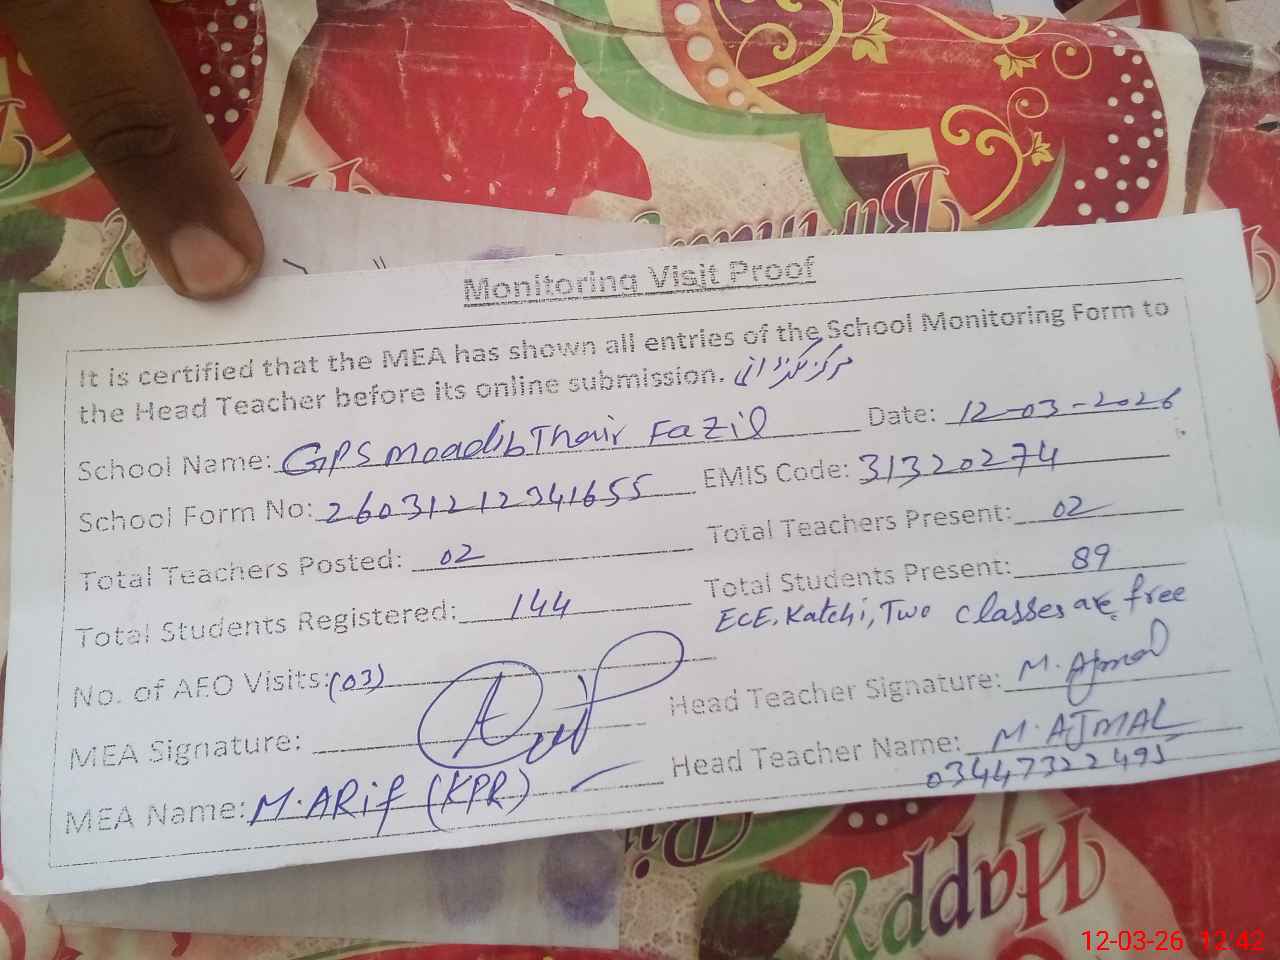 Monitoring Visit Proof
It is certified that the MEA has shown all entries of the School Monitoring Form to
the Head Teacher before its online submission. مرکز
School Name: GPS Moadib Thair Fazil Date: 12-03-2026
School Form No: EMIS Code: 31320274
Total Teachers Posted: 02 Total Teachers Present: 02
Total Students Registered: 144 Total Students Present: 89
ECE, Katchi, Two classes are free
No. of AEO Visits: (03)
MEA Signature: Head Teacher Signature: M. Ajmal
MEA Name: M. ARif (KPR) Head Teacher Name: M. AJMAL
03447322495
Happy
12-03-26 12:42